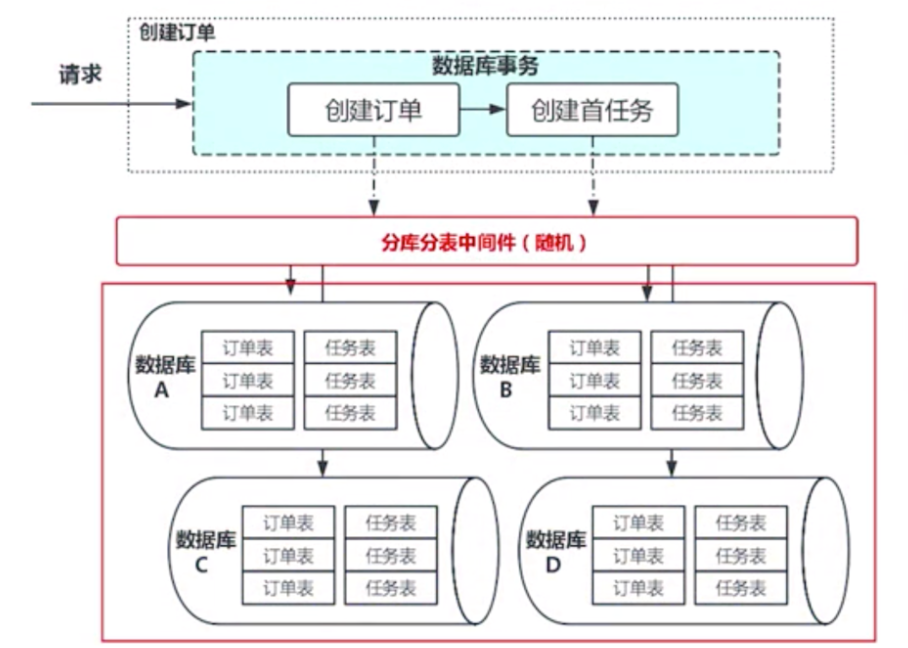 创建订单
请求
数据库事务
创建订单
创建首任务
分库分表中间件（随机）
数据库
A
订单表
订单表
订单表
任务表
任务表
任务表
数据库
B
订单表
订单表
订单表
任务表
任务表
任务表
数据库
C
订单表
订单表
订单表
任务表
任务表
任务表
数据库
D
订单表
订单表
订单表
任务表
任务表
任务表